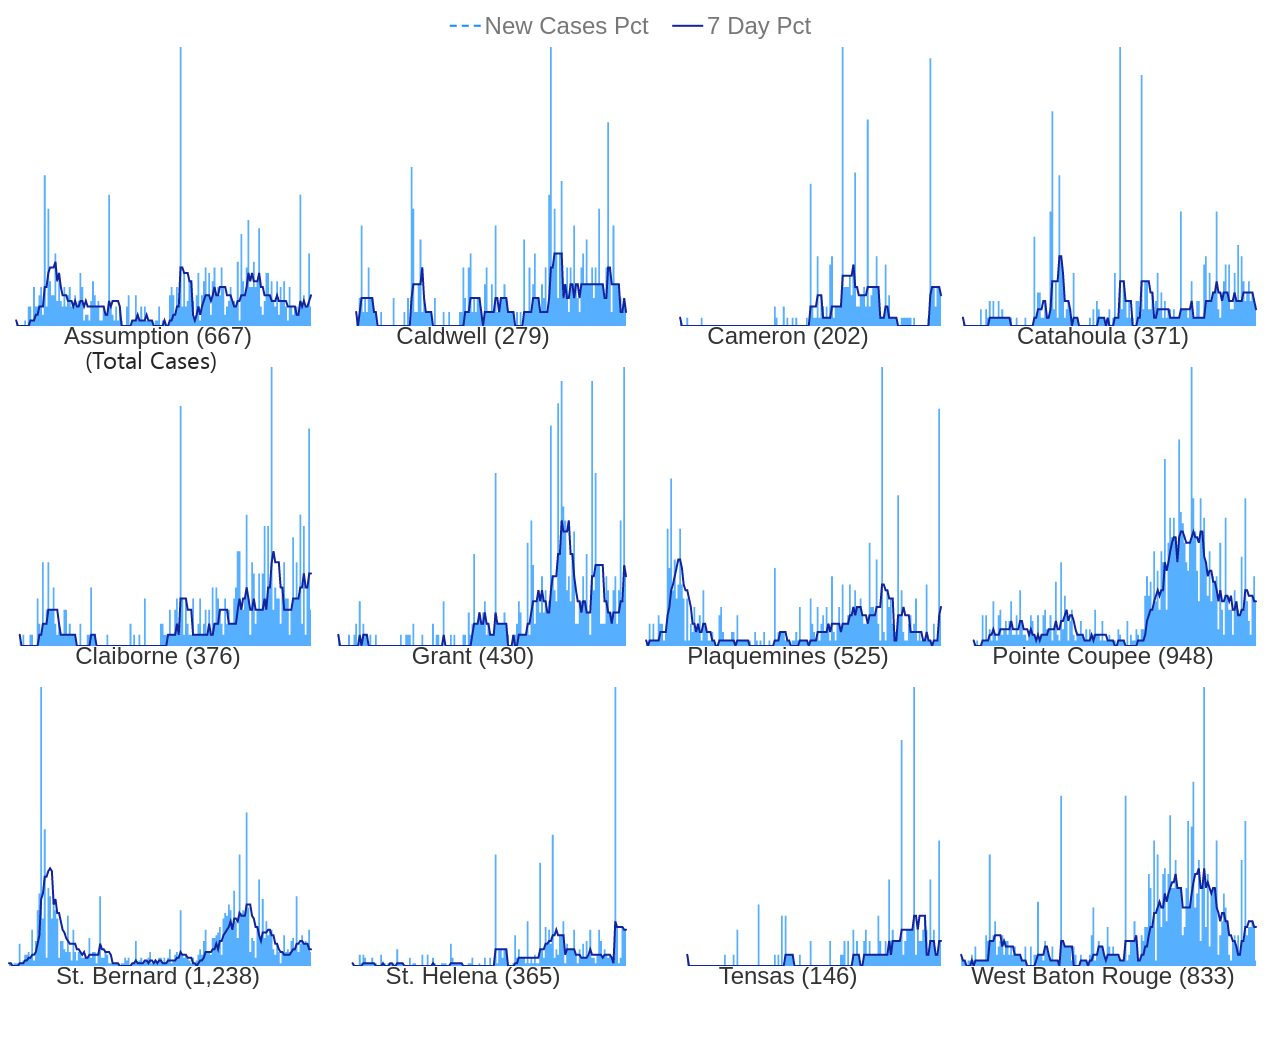 New Cases Pct 7 Day Pct
Assumption (667) Caldwell (279) Cameron (202) Catahoula (371)
(Total Cases)
Claiborne (376) Grant (430) Plaquemines (525) Pointe Coupee (948)
St. Bernard (1,238) St. Helena (365) Tensas (146) West Baton Rouge (833)